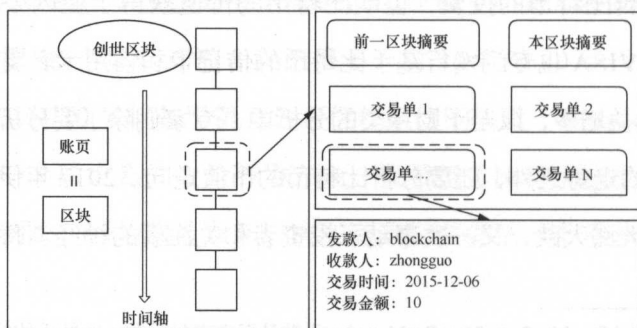 创世区块
账页
=
区块
时间轴
前一区块摘要
本区块摘要
交易单 1
交易单 2
交易单 i
交易单 N
发款人：blockchain
收款人：zhongguo
交易时间：2015-12-06
交易金额：10